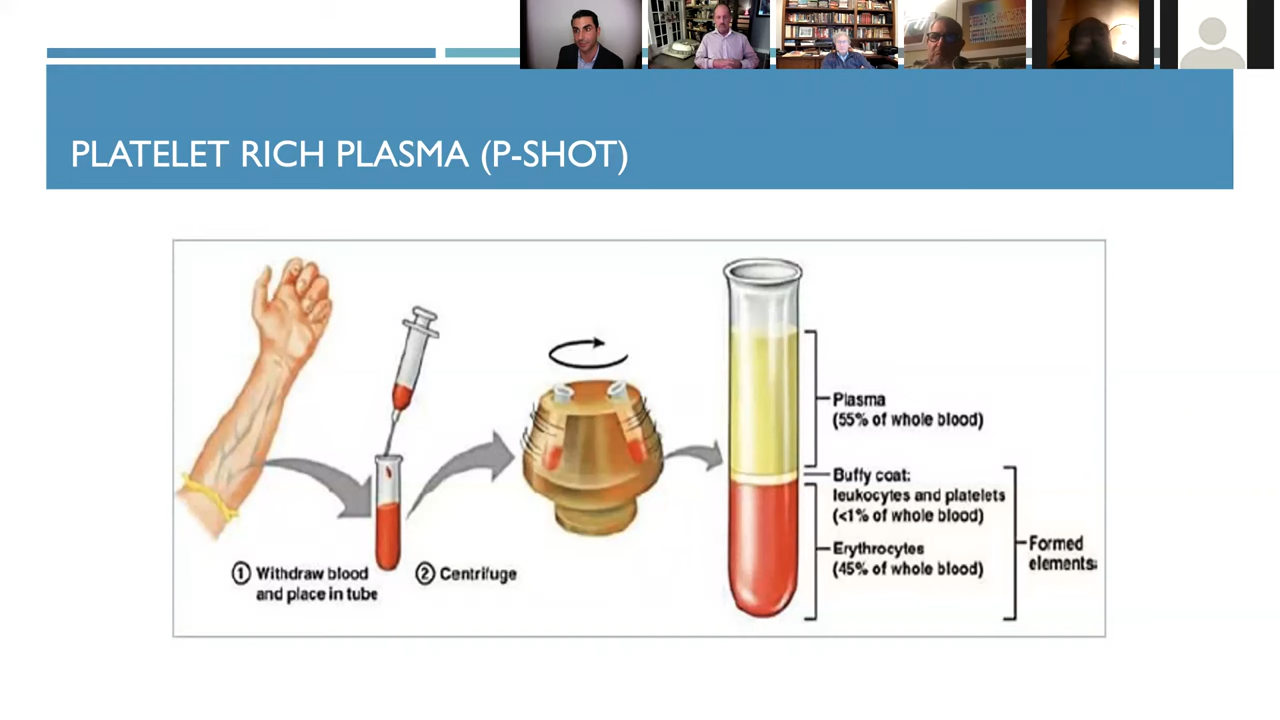 PLATELET RICH PLASMA (P-SHOT)
① Withdraw blood
and place in tube
② Centrifuge
Plasma
(55% of whole blood)
Buffy coat:
leukocytes and platelets
(<1% of whole blood)
Erythrocytes
(45% of whole blood)
Formed
elements